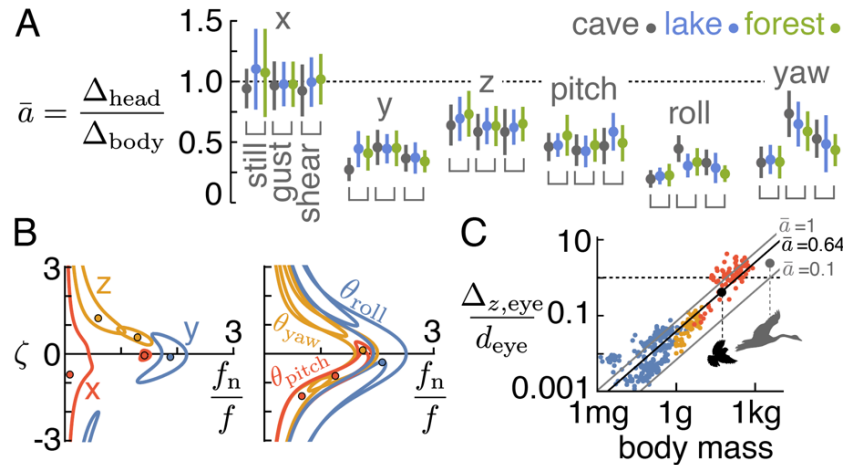 A
x
cave lake forest
1.5
1.0
0.5
0
ā = Δhead / Δbody
still
gust
shear
y
z
pitch
roll
yaw
B
3
0
-3
ζ
z
y
x
3
fn / f
θroll
θyaw
θpitch
3
fn / f
C
10
0.1
0.001
Δz,eye / deye
ā=1
ā=0.64
ā=0.1
1mg 1g 1kg
body mass